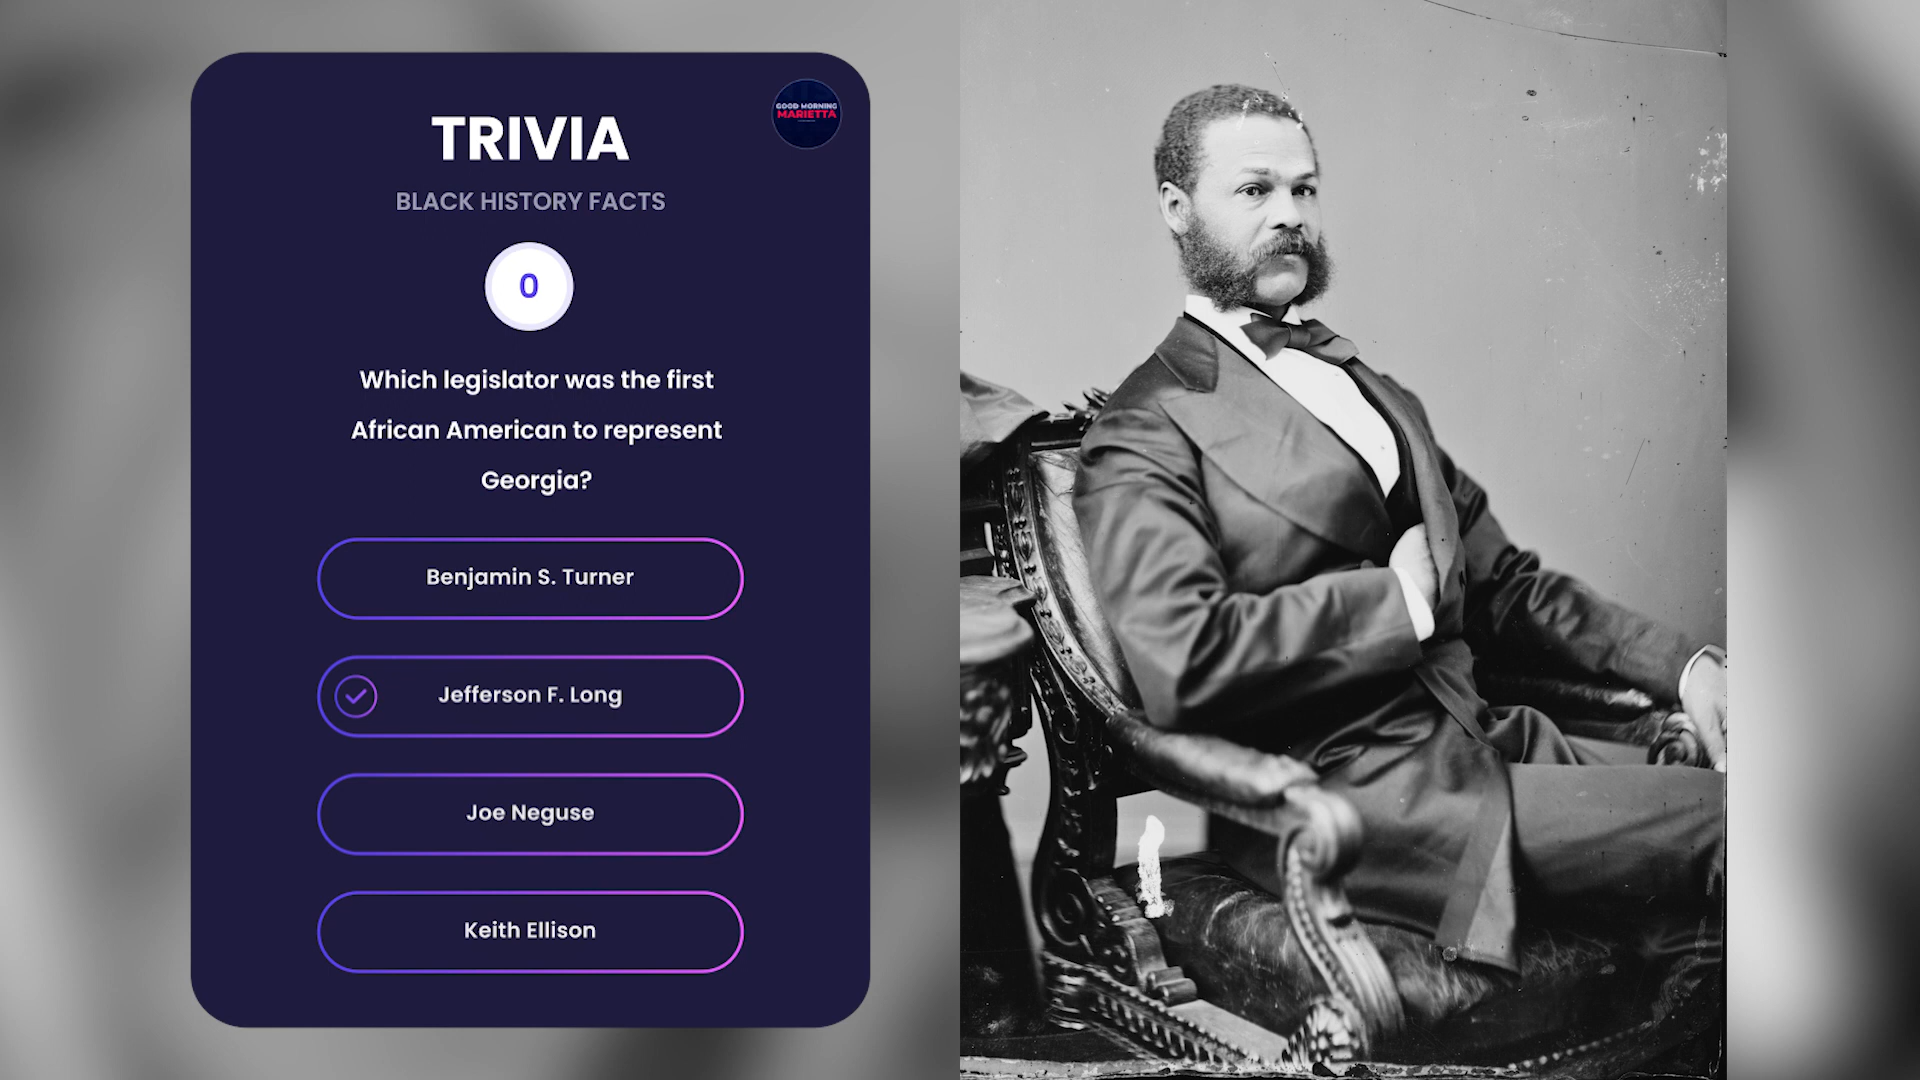 TRIVIA
GOOD MORNING
MARIETTA
BLACK HISTORY FACTS
0
Which legislator was the first
African American to represent
Georgia?
Benjamin S. Turner
Jefferson F. Long
Joe Neguse
Keith Ellison